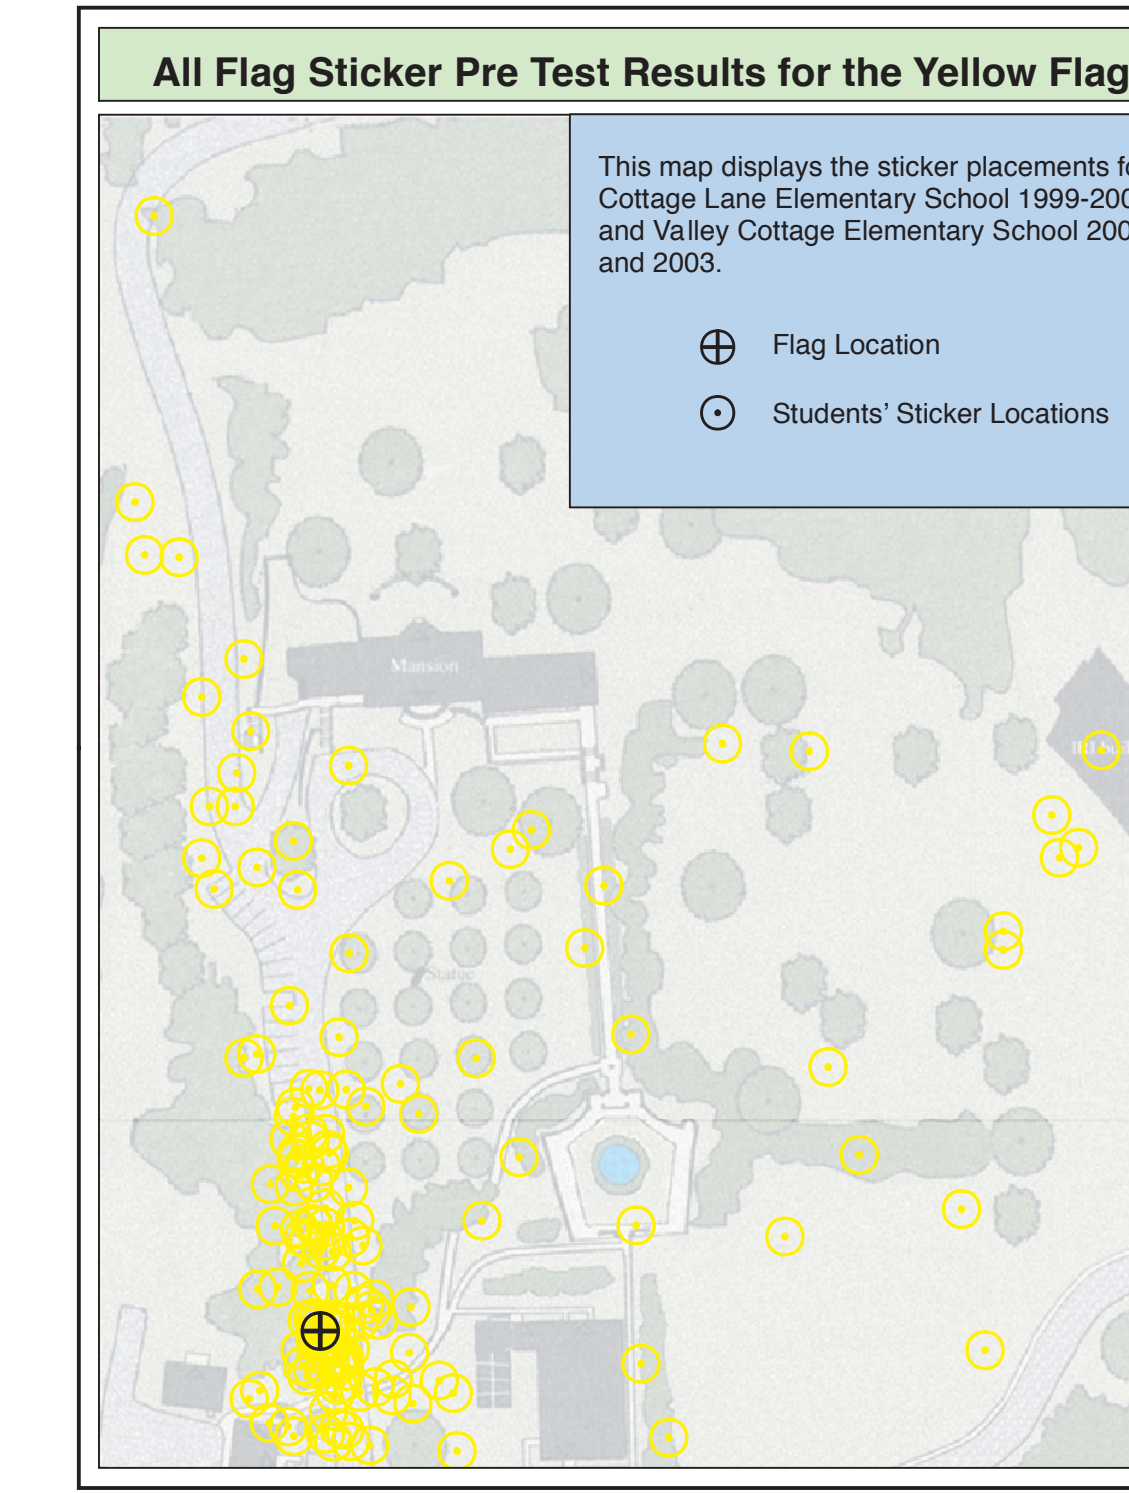 All Flag Sticker Pre Test Results for the Yellow Flag
This map displays the sticker placements fo
Cottage Lane Elementary School 1999-200
and Valley Cottage Elementary School 200
and 2003.
Flag Location
Students' Sticker Locations
Mansion
Statue